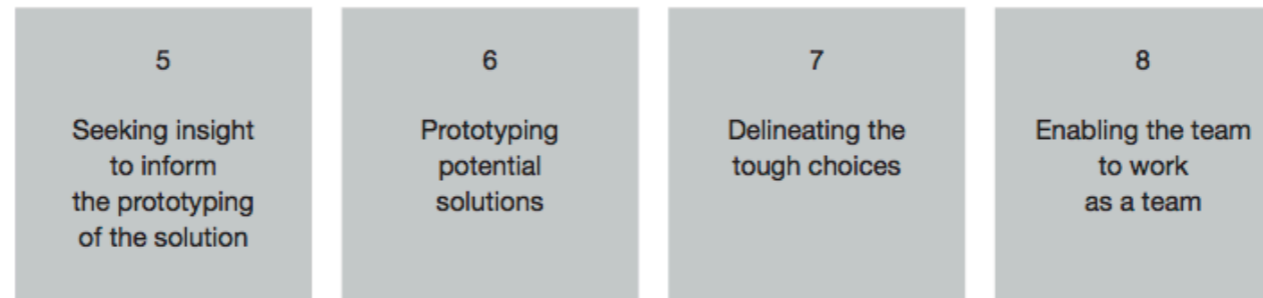 5
Seeking insight
to inform
the prototyping
of the solution
6
Prototyping
potential
solutions
7
Delineating the
tough choices
8
Enabling the team
to work
as a team